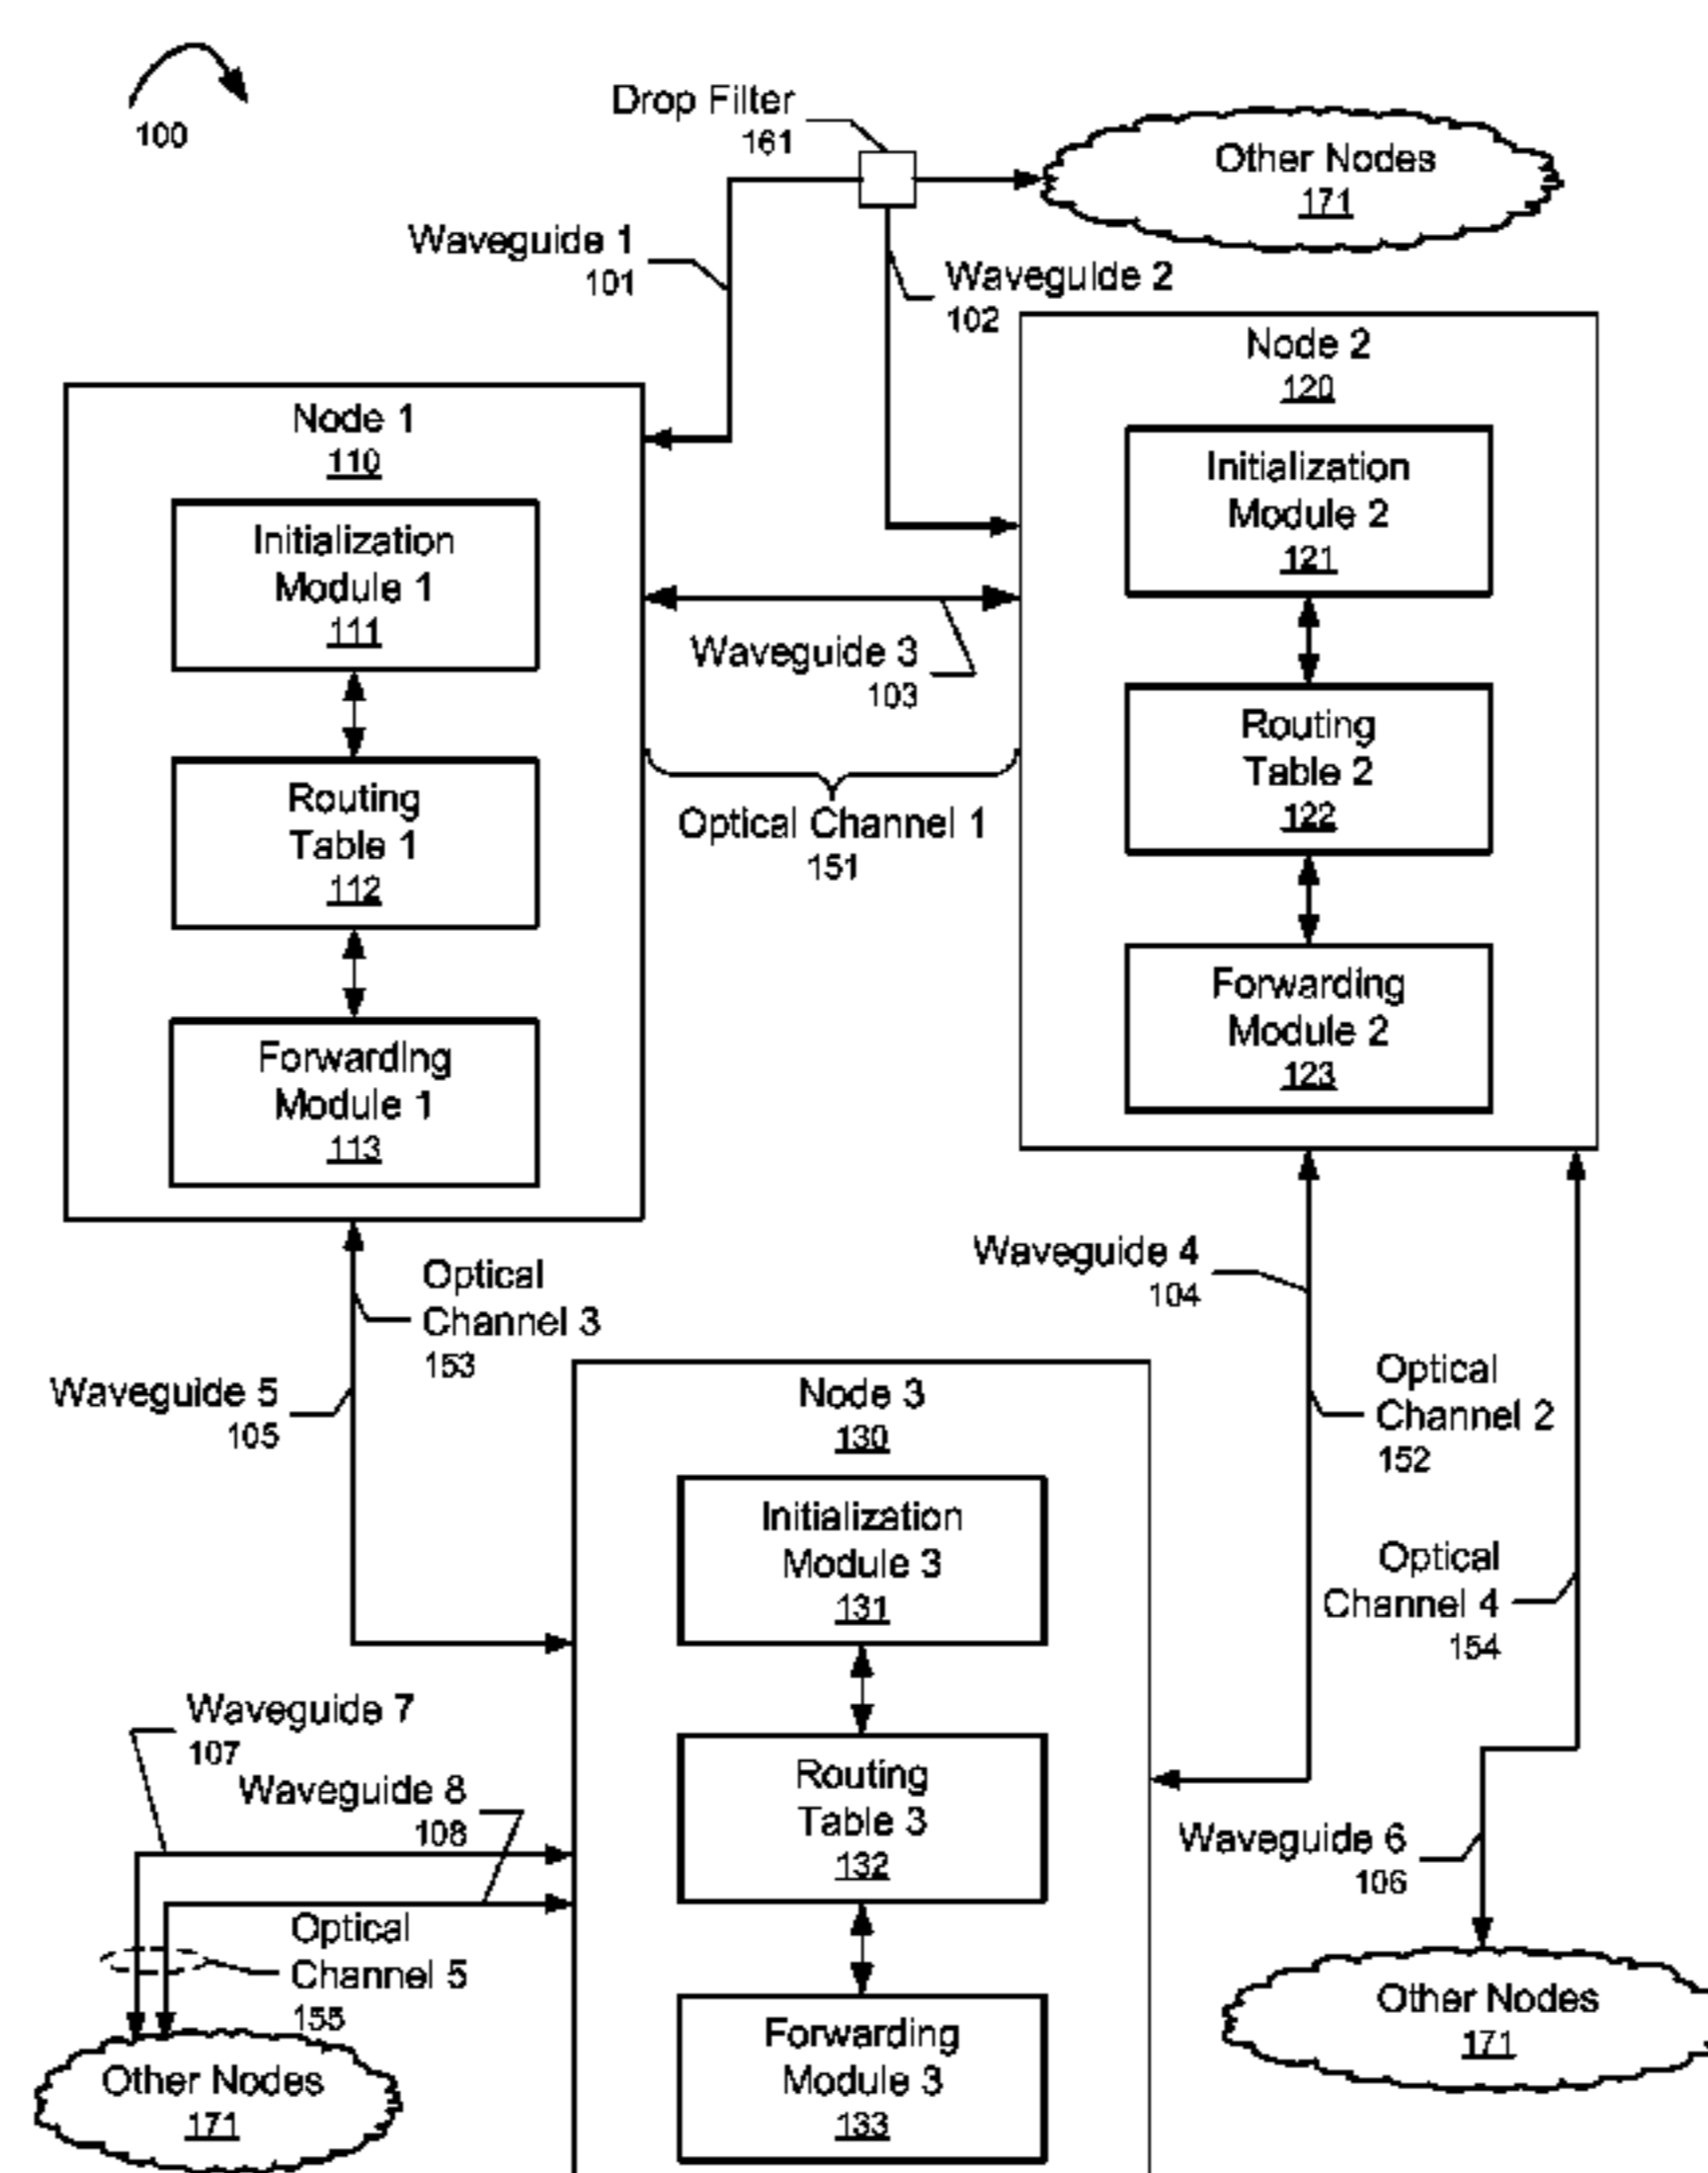 100
Drop Filter
161
Other Nodes
171
Waveguide 1
101
Waveguide 2
102
Node 1
110
Initialization
Module 1
111
Routing
Table 1
112
Forwarding
Module 1
113
Node 2
120
Initialization
Module 2
121
Routing
Table 2
122
Forwarding
Module 2
123
Waveguide 3
103
Optical Channel 1
151
Optical
Channel 3
153
Waveguide 5
105
Waveguide 4
104
Optical
Channel 2
152
Optical
Channel 4
154
Node 3
130
Initialization
Module 3
131
Routing
Table 3
132
Forwarding
Module 3
133
Waveguide 7
107
Waveguide 8
108
Optical
Channel 5
155
Other Nodes
171
Waveguide 6
106
Other Nodes
171